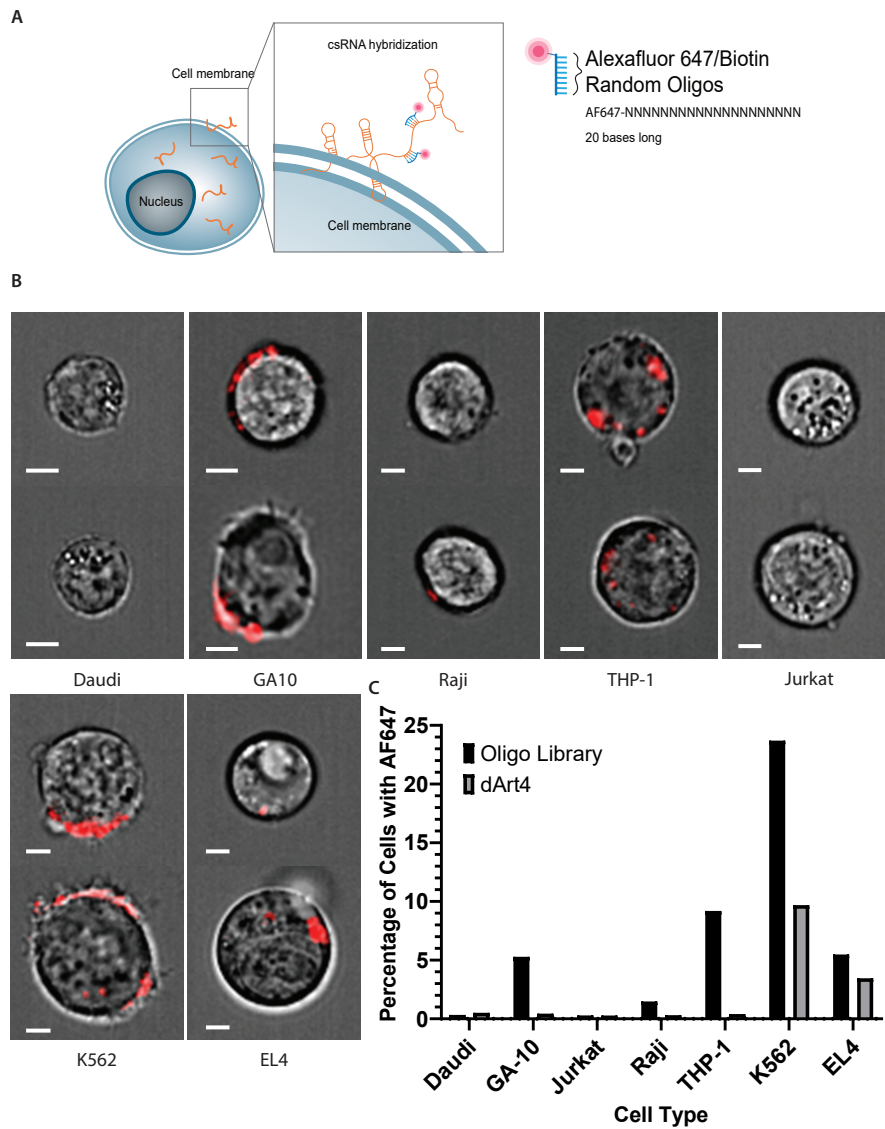 A
csRNA hybridization
Cell membrane
Nucleus
Cell membrane
Alexafluor 647/Biotin
Random Oligos
AF647-NNNNNNNNNNNNNNNNNNNN
20 bases long
B
Daudi
GA10
Raji
THP-1
Jurkat
K562
EL4
C
Percentage of Cells with AF647
25
20
15
10
5
0
Oligo Library
dArt4
Daudi
GA-10
Jurkat
Raji
THP-1
K562
EL4
Cell Type